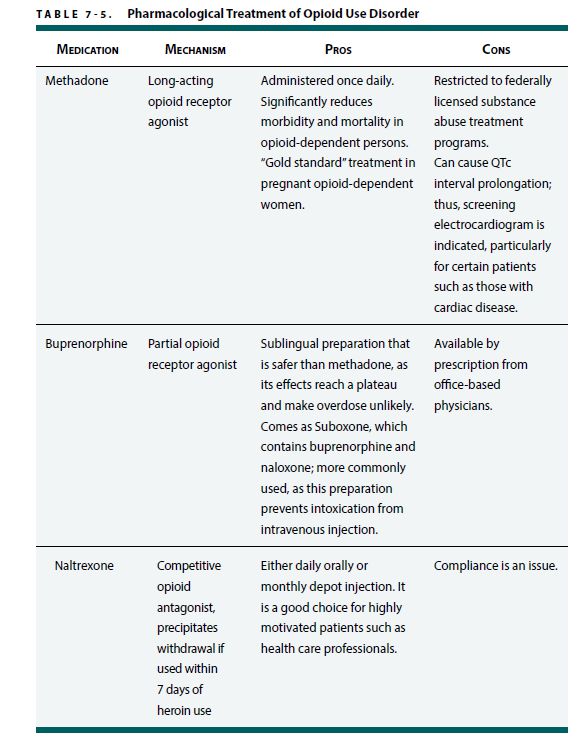 TABLE 7-5. Pharmacological Treatment of Opioid Use Disorder
MEDICATION MECHANISM PROS CONS
Methadone
Long-acting
opioid receptor
agonist
Administered once daily.
Significantly reduces
morbidity and mortality in
opioid-dependent persons.
"Gold standard" treatment in
pregnant opioid-dependent
women.
Restricted to federally
licensed substance
abuse treatment
programs.
Can cause QTc
interval prolongation;
thus, screening
electrocardiogram is
indicated, particularly
for certain patients
such as those with
cardiac disease.
Buprenorphine
Partial opioid
receptor agonist
Sublingual preparation that
is safer than methadone, as
its effects reach a plateau
and make overdose unlikely.
Comes as Suboxone, which
contains buprenorphine and
naloxone; more commonly
used, as this preparation
prevents intoxication from
intravenous injection.
Available by
prescription from
office-based
physicians.
Naltrexone
Competitive
opioid
antagonist,
precipitates
withdrawal if
used within
7 days of
heroin use
Either daily orally or
monthly depot injection. It
is a good choice for highly
motivated patients such as
health care professionals.
Compliance is an issue.